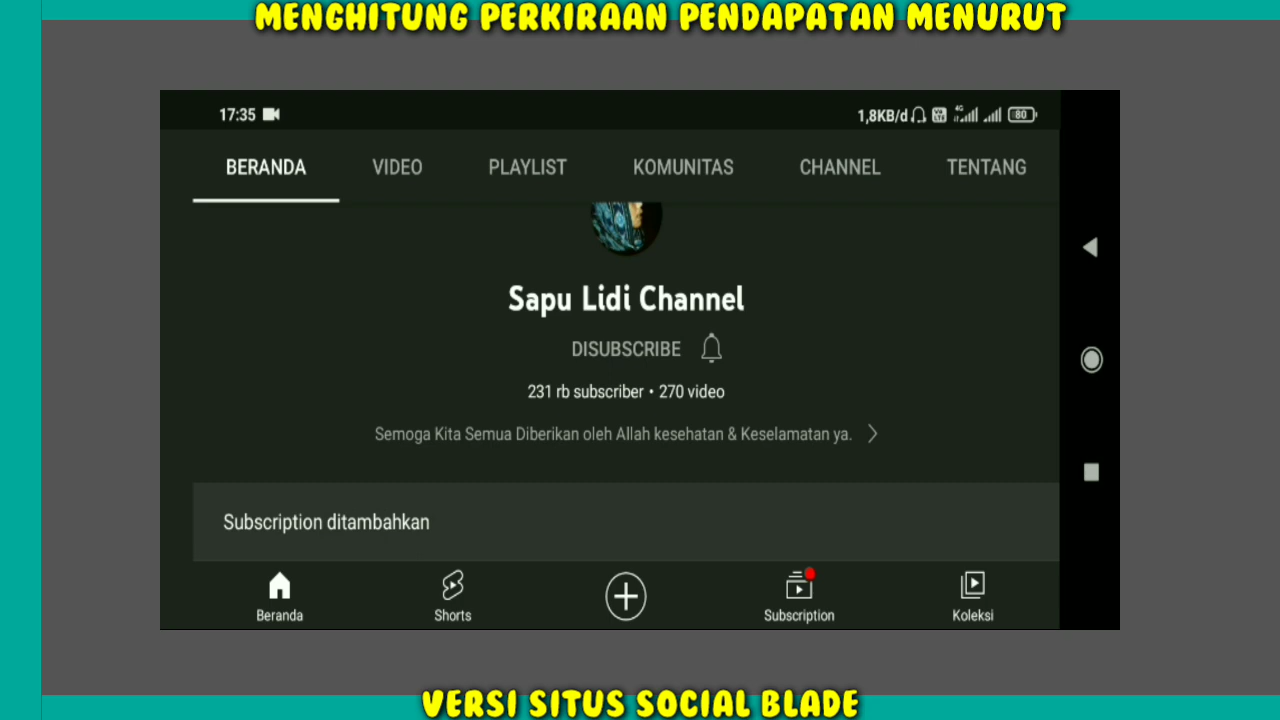 MENGHITUNG PERKIRAAN PENDAPATAN MENURUT
17:35 1,8KB/d 4G 80
BERANDA VIDEO PLAYLIST KOMUNITAS CHANNEL TENTANG
Sapu Lidi Channel
DISUBSCRIBE
231 rb subscriber • 270 video
Semoga Kita Semua Diberikan oleh Allah kesehatan & Keselamatan ya.
Subscription ditambahkan
Beranda Shorts Subscription Koleksi
VERSI SITUS SOCIAL BLADE